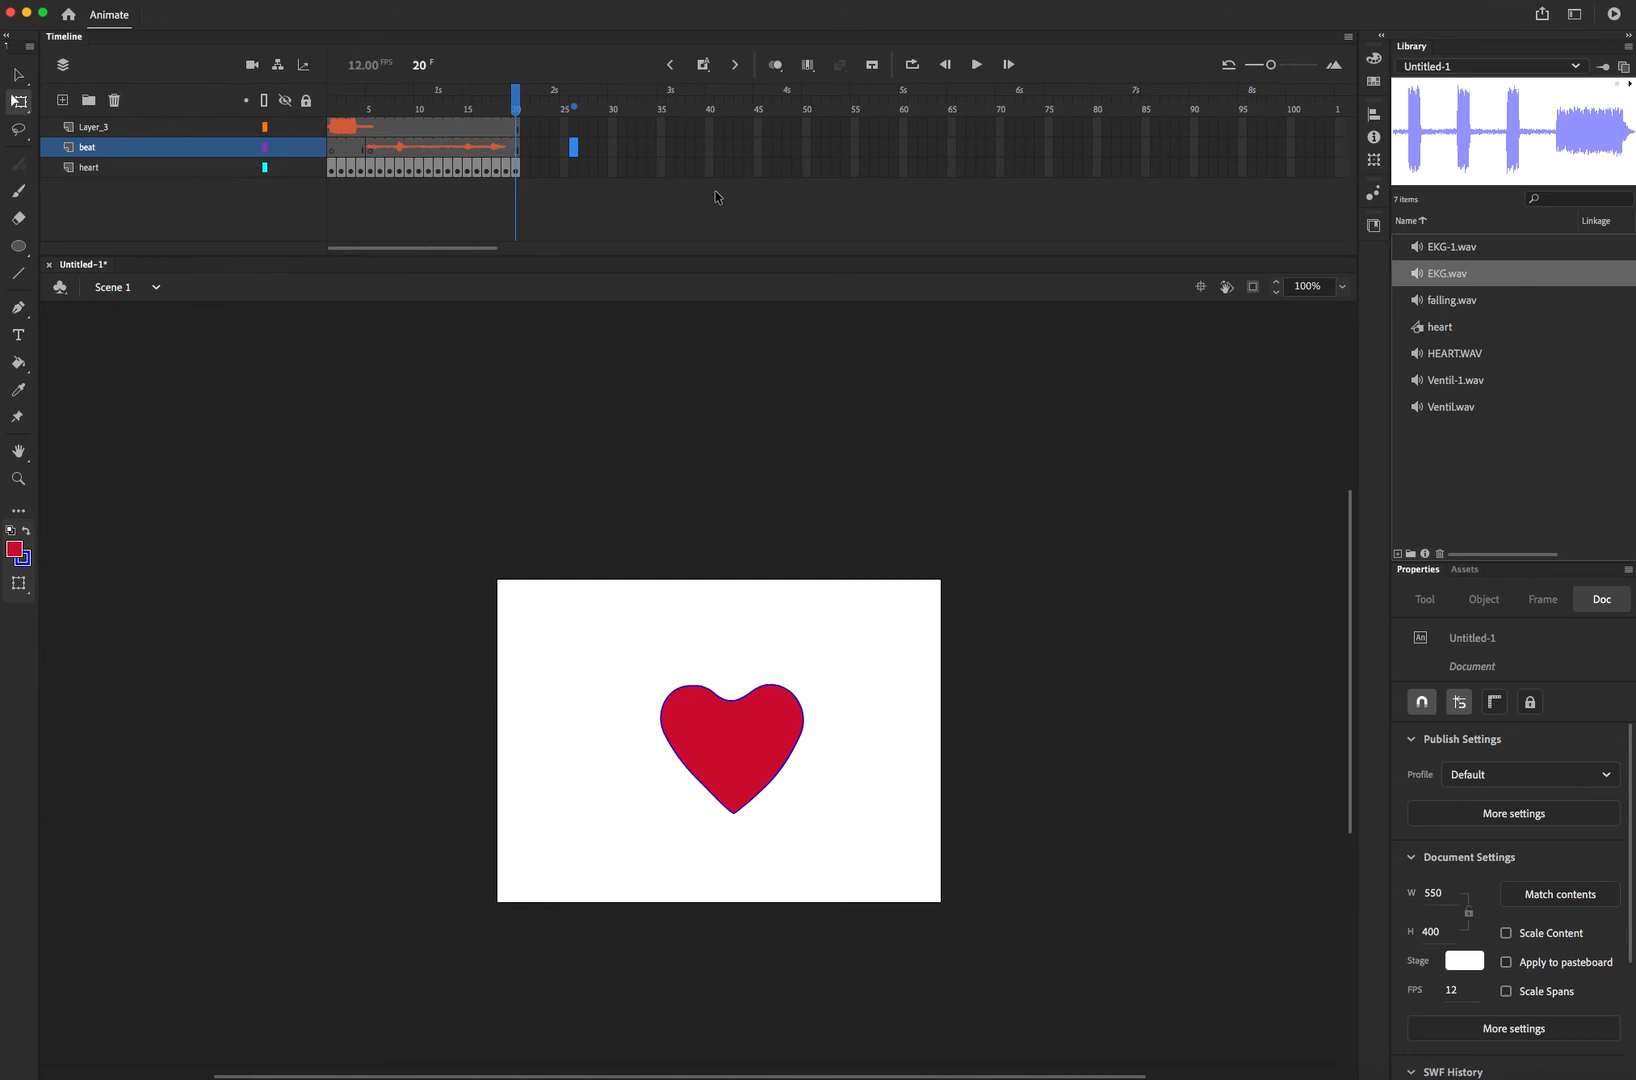 Animate
Timeline
12.00 FPS 20 F
1s 2s 3s 4s 5s 6s 7s 8s
5 10 15 20 25 30 35 40 45 50 55 60 65 70 75 80 85 90 95 100 1
Layer_3
beat
heart
Untitled-1*
Scene 1
100%
Library
Untitled-1
7 items
Name Linkage
EKG-1.wav
EKG.wav
falling.wav
heart
HEART.WAV
Ventil-1.wav
Ventil.wav
Properties Assets
Tool Object Frame Doc
An Untitled-1
Document
Publish Settings
Profile Default
More settings
Document Settings
W 550 Match contents
H 400 Scale Content
Stage Apply to pasteboard
FPS 12 Scale Spans
More settings
SWF History